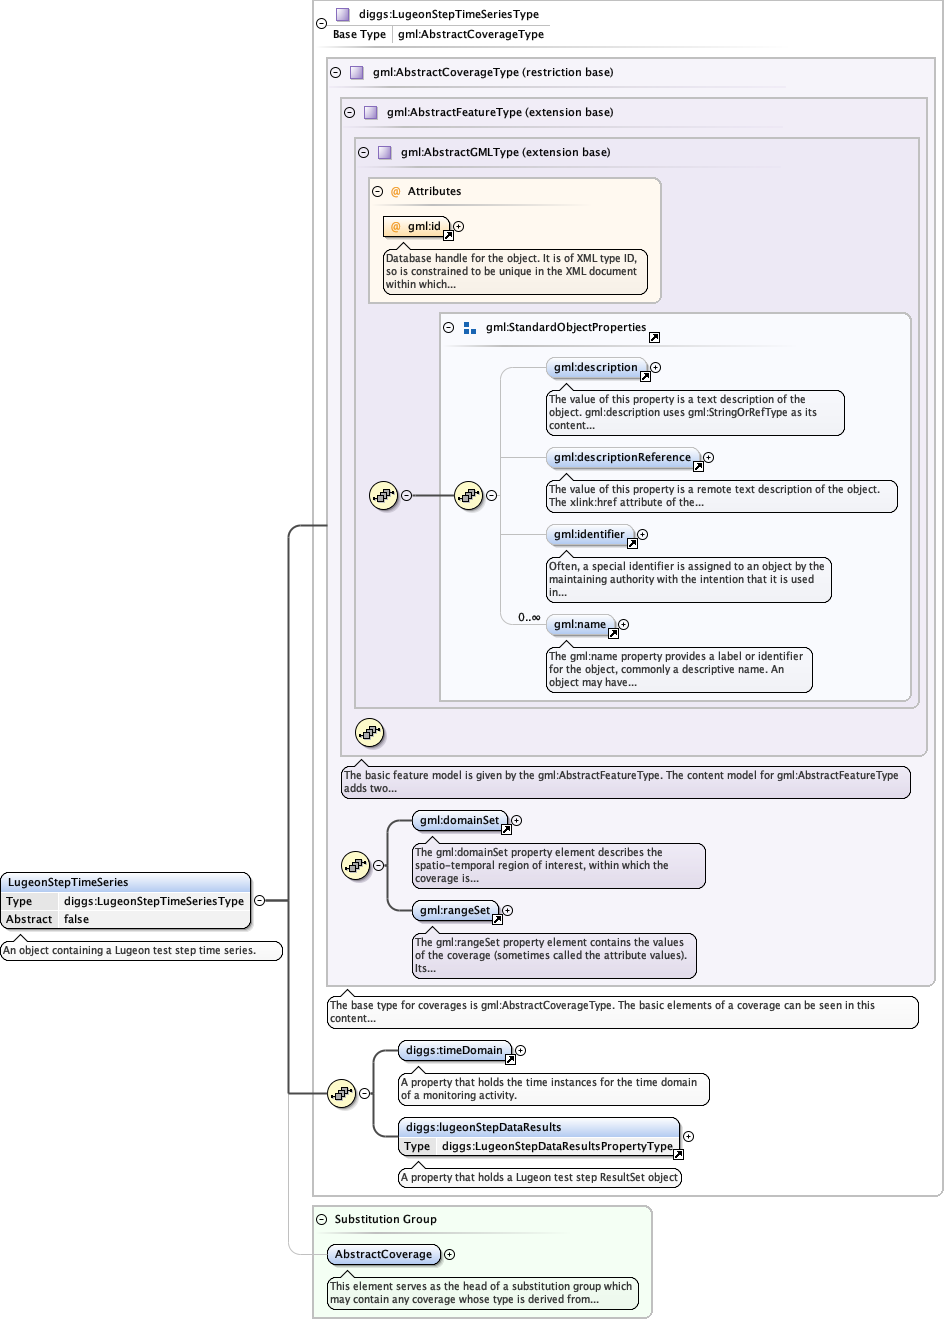 diggs:LugeonStepTimeSeriesType
Base Type gml:AbstractCoverageType
gml:AbstractCoverageType (restriction base)
gml:AbstractFeatureType (extension base)
gml:AbstractGMLType (extension base)
@ Attributes
@ gml:id
Database handle for the object. It is of XML type ID,
so is constrained to be unique in the XML document
within which...
gml:StandardObjectProperties
gml:description
The value of this property is a text description of the
object. gml:description uses gml:StringOrRefType as its
content...
gml:descriptionReference
The value of this property is a remote text description of the object.
The xlink:href attribute of the...
gml:identifier
Often, a special identifier is assigned to an object by the
maintaining authority with the intention that it is used
in...
0..∞
gml:name
The gml:name property provides a label or identifier
for the object, commonly a descriptive name. An
object may have...
The basic feature model is given by the gml:AbstractFeatureType. The content model for gml:AbstractFeatureType
adds two...
gml:domainSet
The gml:domainSet property element describes the
spatio-temporal region of interest, within which the
coverage is...
gml:rangeSet
The gml:rangeSet property element contains the values
of the coverage (sometimes called the attribute values).
Its...
LugeonStepTimeSeries
Type diggs:LugeonStepTimeSeriesType
Abstract false
An object containing a Lugeon test step time series.
The base type for coverages is gml:AbstractCoverageType. The basic elements of a coverage can be seen in this
content...
diggs:timeDomain
A property that holds the time instances for the time domain
of a monitoring activity.
diggs:lugeonStepDataResults
Type diggs:LugeonStepDataResultsPropertyType
A property that holds a Lugeon test step ResultSet object
Substitution Group
AbstractCoverage
This element serves as the head of a substitution group which
may contain any coverage whose type is derived from...